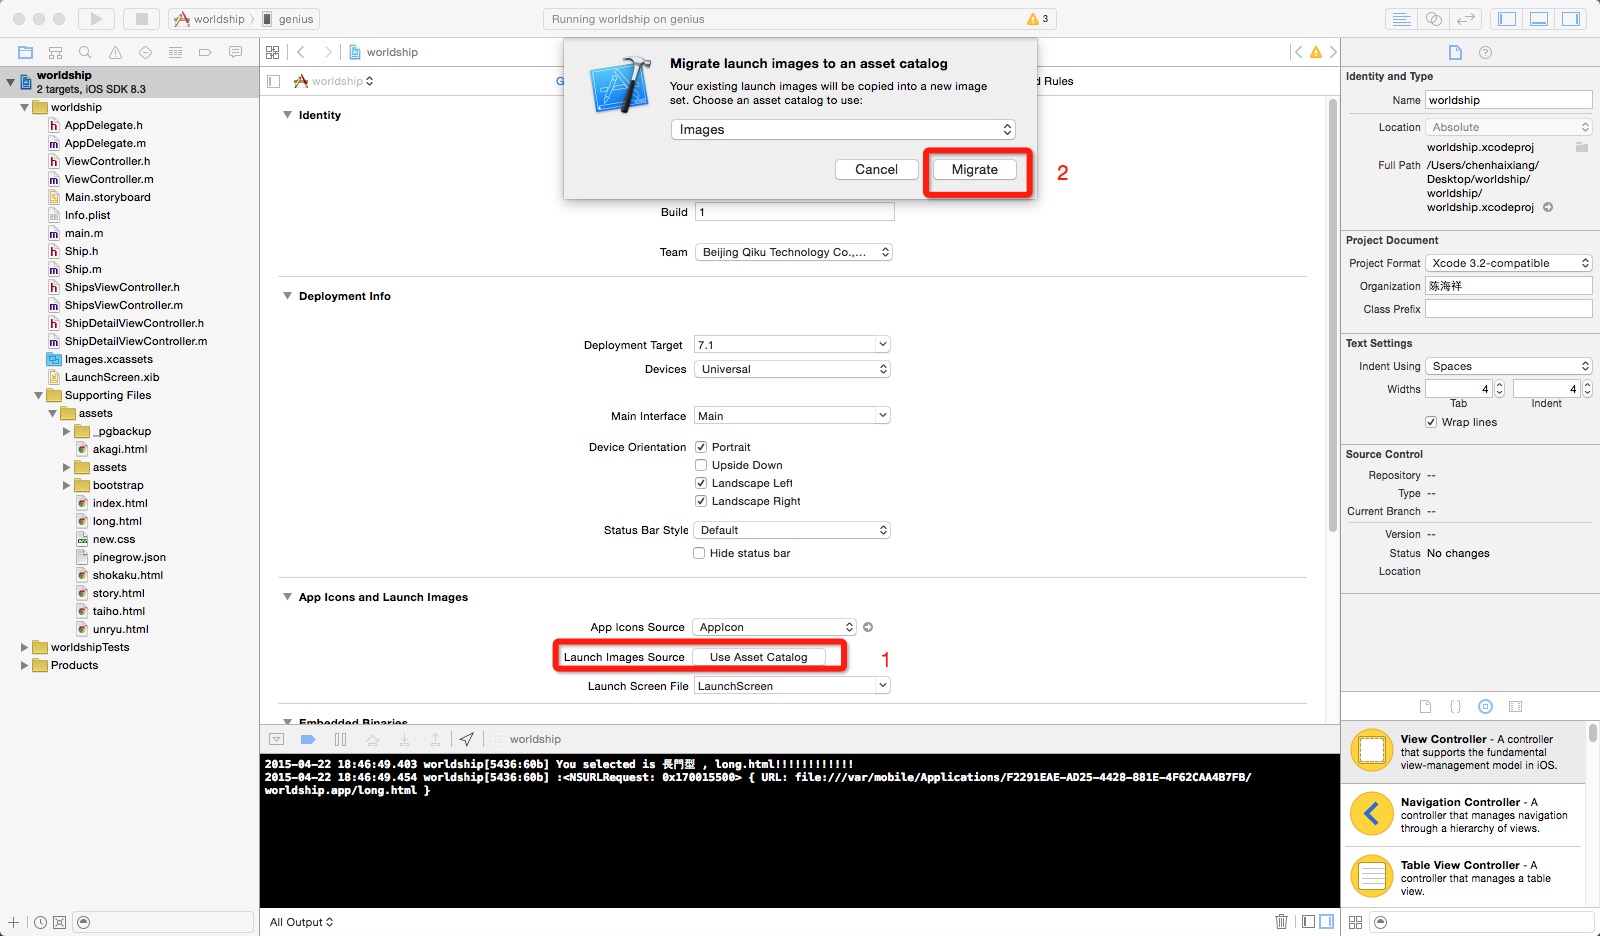 worldship
genius
Running worldship on genius
3
worldship
2 targets, iOS SDK 8.3
worldship
AppDelegate.h
AppDelegate.m
ViewController.h
ViewController.m
Main.storyboard
Info.plist
main.m
Ship.h
Ship.m
ShipsViewController.h
ShipsViewController.m
ShipDetailViewController.h
ShipDetailViewController.m
Images.xcassets
LaunchScreen.xib
Supporting Files
assets
_pgbackup
akagi.html
assets
bootstrap
index.html
long.html
new.css
pinegrow.json
shokaku.html
story.html
taiho.html
unryu.html
worldshipTests
Products
worldship
worldship
G
d Rules
Migrate launch images to an asset catalog
Your existing launch images will be copied into a new image
set. Choose an asset catalog to use:
Images
Cancel
Migrate
2
Identity
Build 1
Team Beijing Qiku Technology Co.,...
Deployment Info
Deployment Target 7.1
Devices Universal
Main Interface Main
Device Orientation Portrait
Upside Down
Landscape Left
Landscape Right
Status Bar Style Default
Hide status bar
App Icons and Launch Images
App Icons Source AppIcon
Launch Images Source Use Asset Catalog
1
Launch Screen File LaunchScreen
Embedded Binaries
worldship
2015-04-22 18:46:49.403 worldship[5436:60b] You selected is 長門型 , long.html!!!!!!!!!!!!
2015-04-22 18:46:49.454 worldship[5436:60b] :<NSURLRequest: 0x170015500> { URL: file:///var/mobile/Applications/F2291EAE-AD25-4428-881E-4F62CAA4B7FB/
worldship.app/long.html }
All Output
Identity and Type
Name worldship
Location Absolute
worldship.xcodeproj
Full Path /Users/chenhaixiang/
Desktop/worldship/
worldship/
worldship.xcodeproj
Project Document
Project Format Xcode 3.2-compatible
Organization 陈海祥
Class Prefix
Text Settings
Indent Using Spaces
Widths 4 4
Tab Indent
Wrap lines
Source Control
Repository --
Type --
Current Branch --
Version --
Status No changes
Location
View Controller - A controller
that supports the fundamental
view-management model in iOS.
Navigation Controller - A
controller that manages navigation
through a hierarchy of views.
Table View Controller - A
controller that manages a table
view.